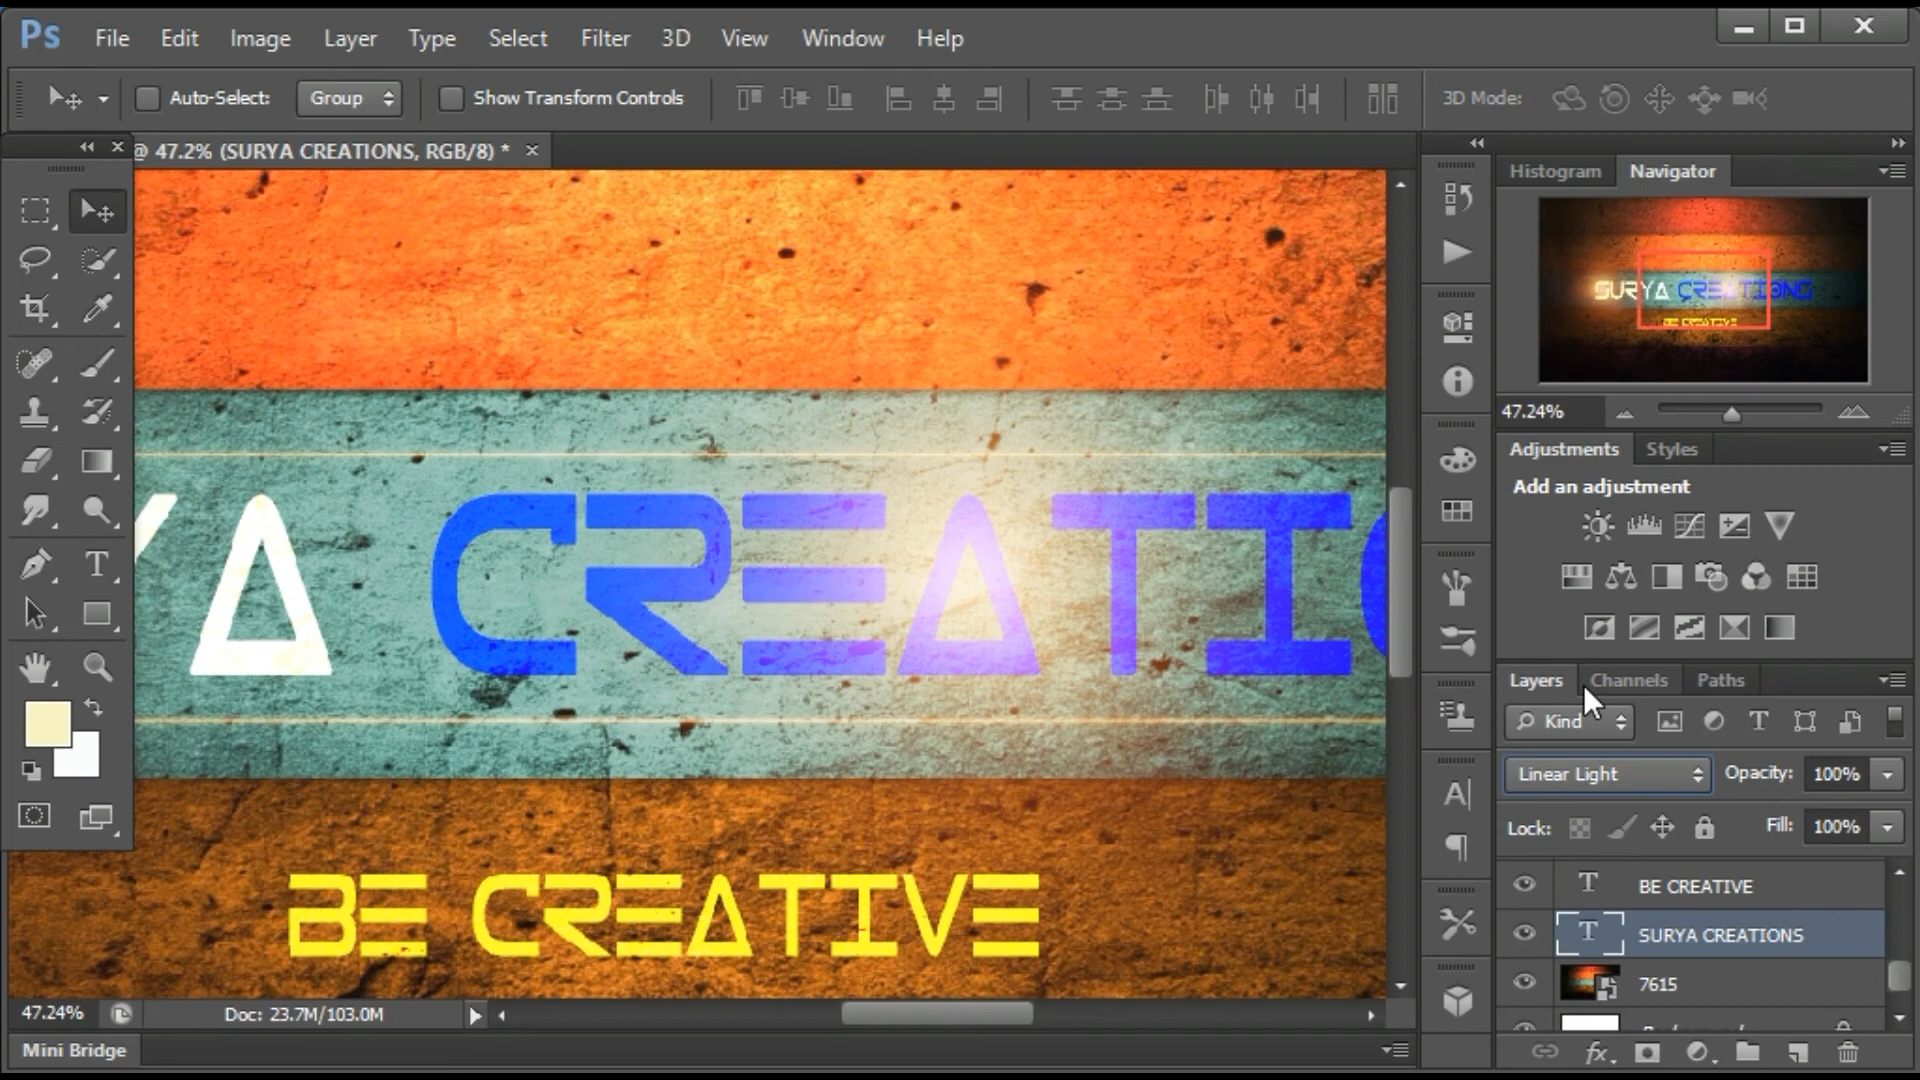 Ps File Edit Image Layer Type Select Filter 3D View Window Help
Auto-Select: Group Show Transform Controls 3D Mode:
@ 47.2% (SURYA CREATIONS, RGB/8) *
Histogram Navigator
SURYA CREATIONS
BE CREATIVE
47.24%
Adjustments Styles
Add an adjustment
YA CREATIO
Layers Channels Paths
Kind
Linear Light Opacity: 100%
Lock: Fill: 100%
BE CREATIVE
BE CREATIVE
SURYA CREATIONS
7615
47.24% Doc: 23.7M/103.0M
Mini Bridge